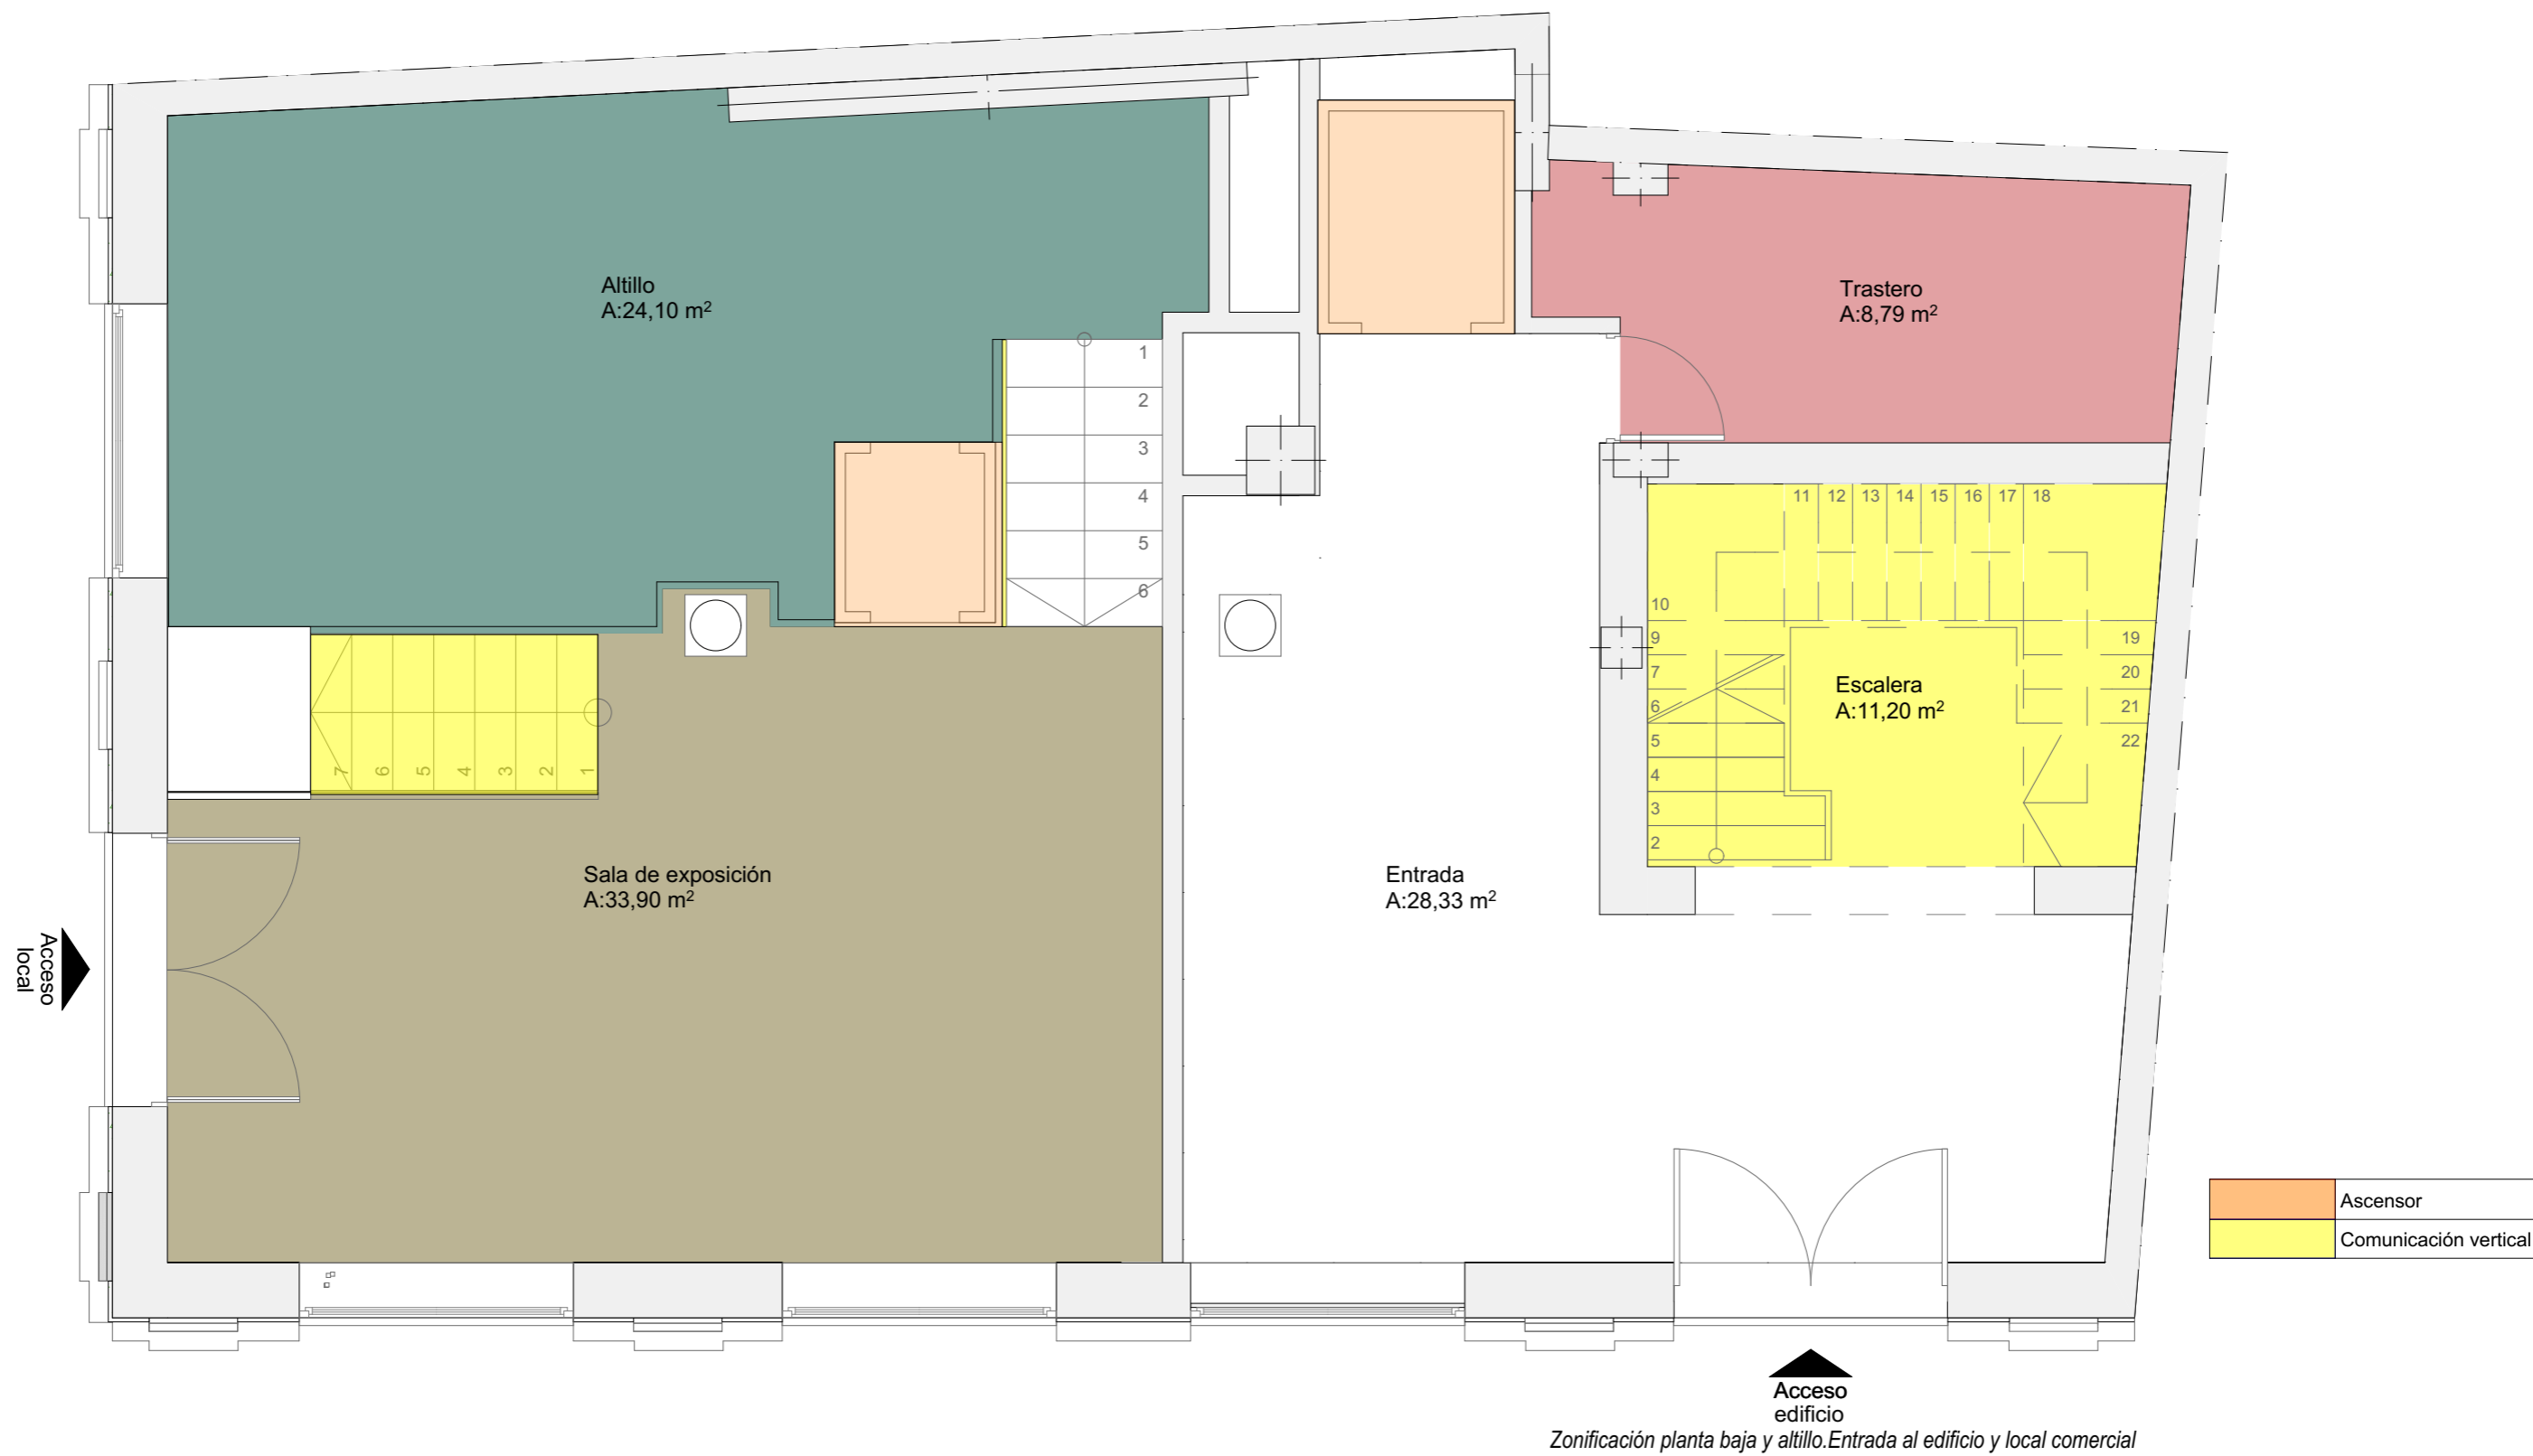 Altillo
A:24,10 m²
Trastero
A:8,79 m²
1
2
3
4
5
6
11 12 13 14 15 16 17 18
10
9
7
6
5
4
3
2
19
20
21
22
Escalera
A:11,20 m²
7 6 5 4 3 2 1
Sala de exposición
A:33,90 m²
Entrada
A:28,33 m²
Acceso
local
Ascensor
Comunicación vertical
Acceso
edificio
Zonificación planta baja y altillo.Entrada al edificio y local comercial